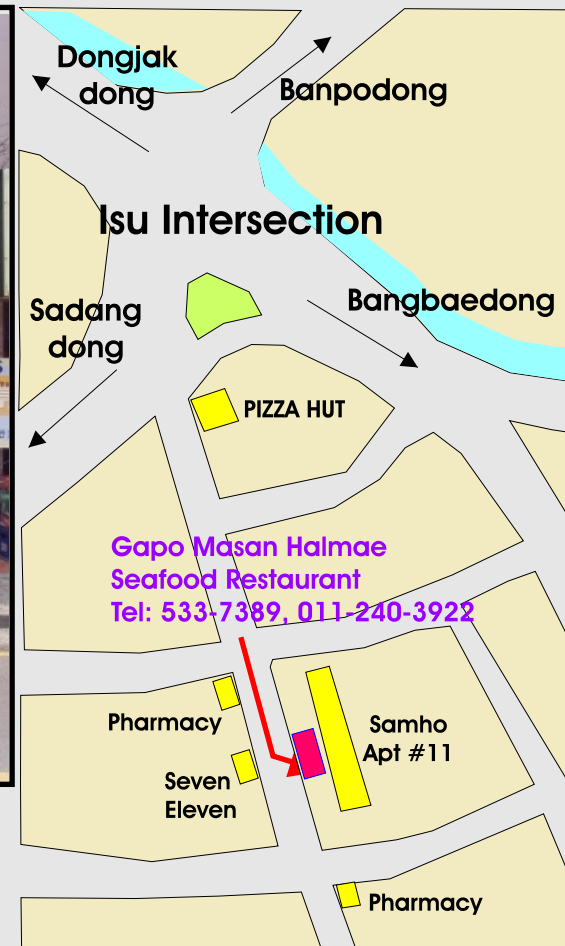 Dongjak
dong
Banpodong
Isu Intersection
Sadang
dong
Bangbaedong
PIZZA HUT
Gapo Masan Halmae
Seafood Restaurant
Tel: 533-7389, 011-240-3922
Pharmacy
Samho
Apt #11
Seven
Eleven
Pharmacy